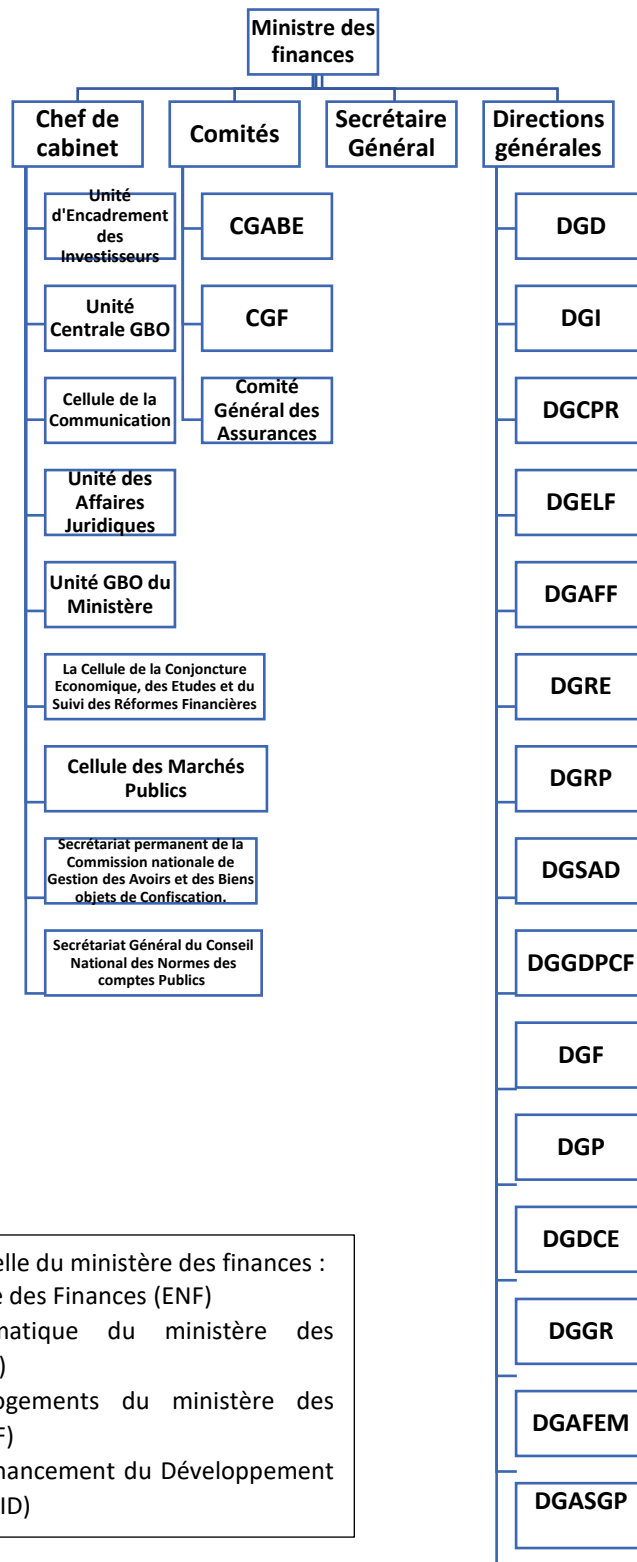 Ministre des
finances
Chef de
cabinet
Comités
Secrétaire
Général
Directions
générales
Unité
d'Encadrement
des
Investisseurs
Unité
Centrale GBO
Cellule de la
Communication
Unité des
Affaires
Juridiques
Unité GBO du
Ministère
La Cellule de la Conjoncture
Economique, des Etudes et du
Suivi des Réformes Financières
Cellule des Marchés
Publics
Secrétariat permanent de la
Commission nationale de
Gestion des Avoirs et des Biens
objets de Confiscation.
Secrétariat Général du Conseil
National des Normes des
comptes Publics
CGABE
CGF
Comité
Général des
Assurances
DGD
DGI
DGCPR
DGELF
DGAFF
DGRE
DGRP
DGSAD
DGGDPCF
DGF
DGP
DGDCE
DGGR
DGAFEM
DGASGP
elle du ministère des finances :
e des Finances (ENF)
matique du ministère des
)
ogements du ministère des
F)
nancement du Développement
ID)